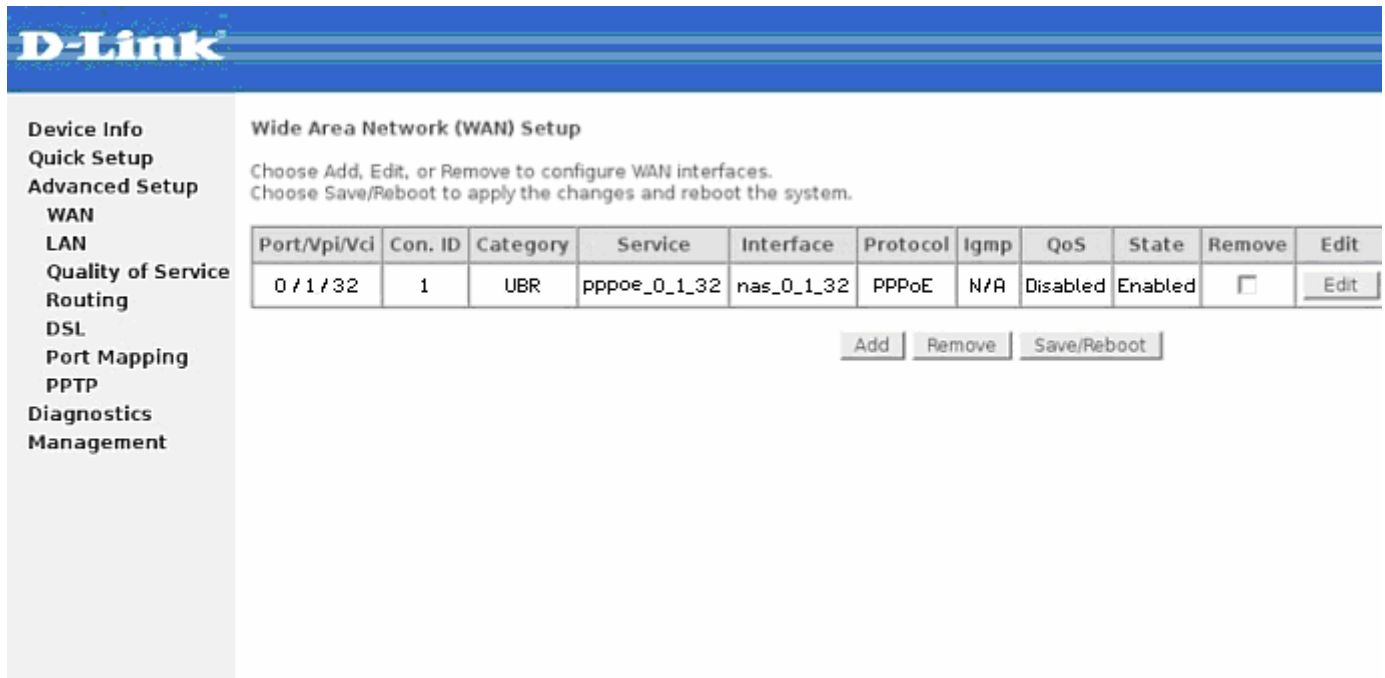 D-Link
Device Info
Quick Setup
Advanced Setup
WAN
LAN
Quality of Service
Routing
DSL
Port Mapping
PPTP
Diagnostics
Management
Wide Area Network (WAN) Setup
Choose Add, Edit, or Remove to configure WAN interfaces.
Choose Save/Reboot to apply the changes and reboot the system.
Port/Vpi/Vci Con. ID Category Service Interface Protocol Igmp QoS State Remove Edit
0/1/32 1 UBR pppoe_0_1_32 nas_0_1_32 PPPoE N/A Disabled Enabled Edit
Add Remove Save/Reboot